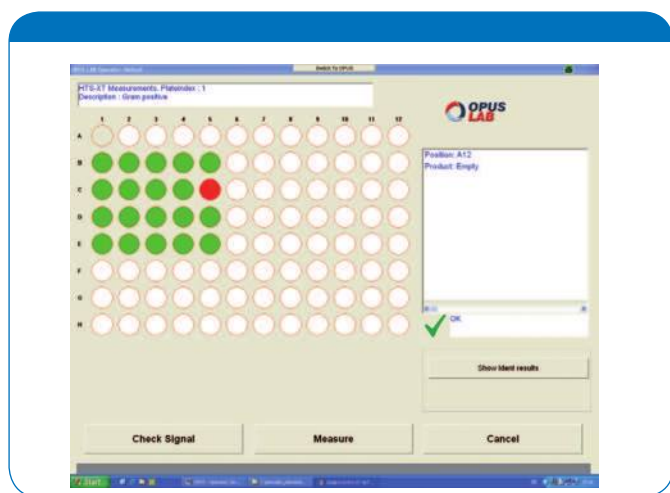 Switch To OPUS
HTS-XT Measurements. Plateindex : 1
Description : Gram positive
OPUS
LAB
1 2 3 4 5 6 7 8 9 10 11 12
A
B
C
D
E
F
G
H
Position: A12
Product: Empty
OK
Show Ident results
Check Signal
Measure
Cancel
Start